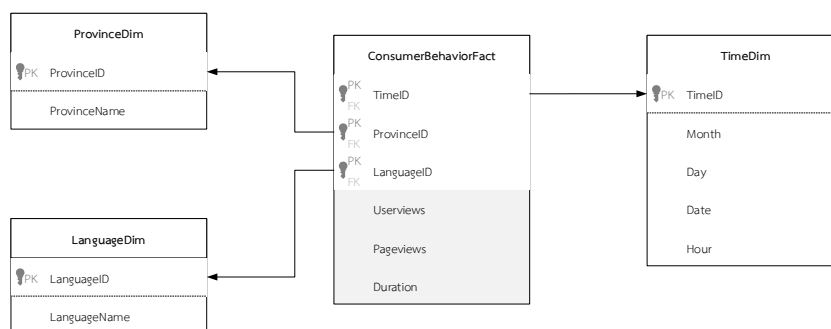 ProvinceDim
PK ProvinceID
ProvinceName
LanguageDim
PK LanguageID
LanguageName
ConsumerBehaviorFact
PK
FK
TimeID
PK
FK
ProvinceID
PK
FK
LanguageID
Userviews
Pageviews
Duration
TimeDim
PK TimeID
Month
Day
Date
Hour